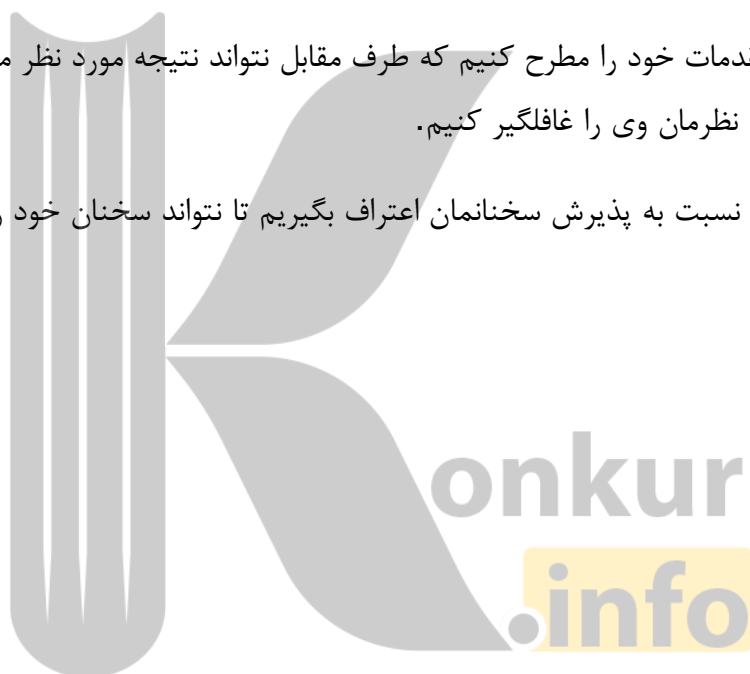 ندمات خود را مطرح کنیم که طرف مقابل نتواند نتیجه مورد نظر م
نظرمان وی را غافلگیر کنیم.
نسبت به پذیرش سخنانمان اعتراف بگیریم تا نتواند سخنان خود ر
onkur
.info